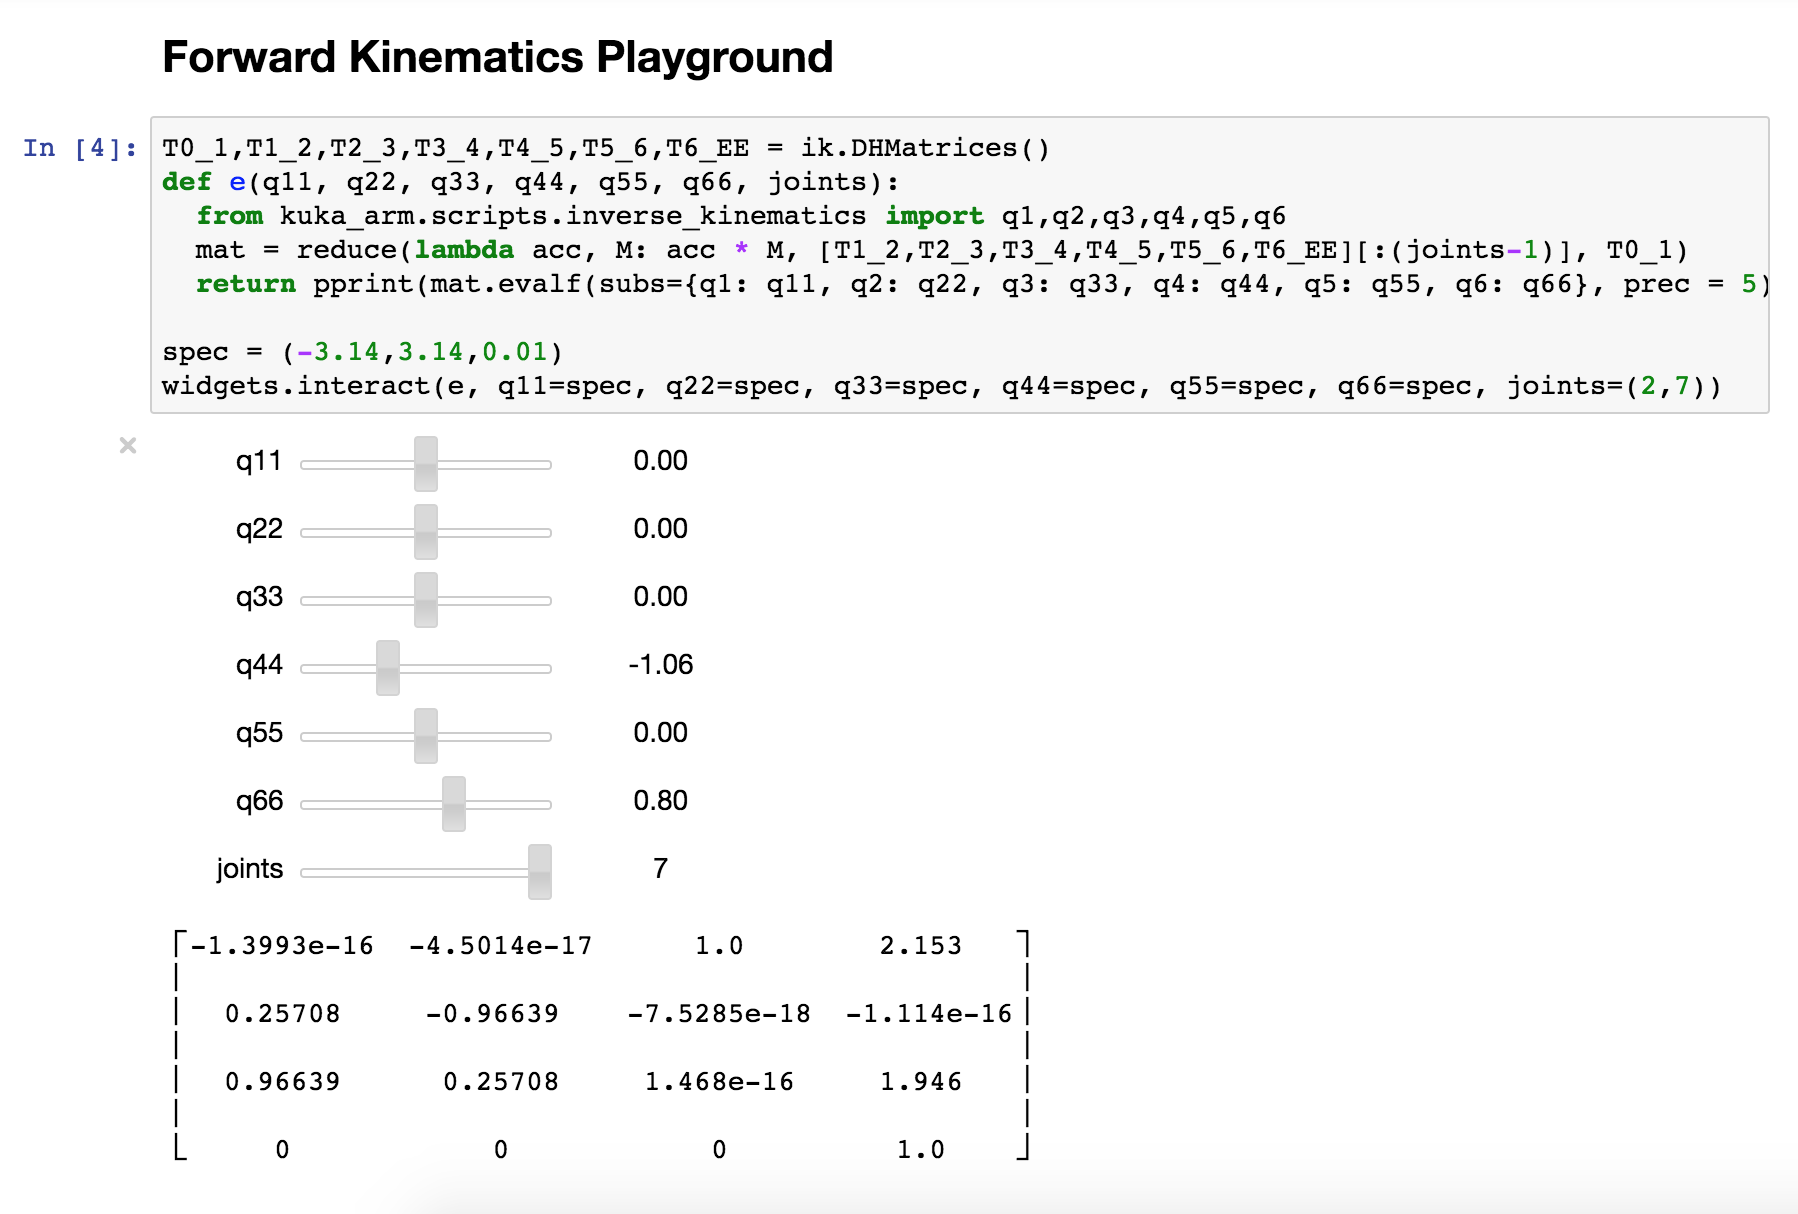 Forward Kinematics Playground
In [4]:
T0_1,T1_2,T2_3,T3_4,T4_5,T5_6,T6_EE = ik.DHMatrices()
def e(q11, q22, q33, q44, q55, q66, joints):
  from kuka_arm.scripts.inverse_kinematics import q1,q2,q3,q4,q5,q6
  mat = reduce(lambda acc, M: acc * M, [T1_2,T2_3,T3_4,T4_5,T5_6,T6_EE][:(joints-1)], T0_1)
  return pprint(mat.evalf(subs={q1: q11, q2: q22, q3: q33, q4: q44, q5: q55, q6: q66}, prec = 5)
spec = (-3.14,3.14,0.01)
widgets.interact(e, q11=spec, q22=spec, q33=spec, q44=spec, q55=spec, q66=spec, joints=(2,7))
×
q11 0.00
q22 0.00
q33 0.00
q44 -1.06
q55 0.00
q66 0.80
joints 7
-1.3993e-16 -4.5014e-17 1.0 2.153
0.25708 -0.96639 -7.5285e-18 -1.114e-16
0.96639 0.25708 1.468e-16 1.946
0 0 0 1.0